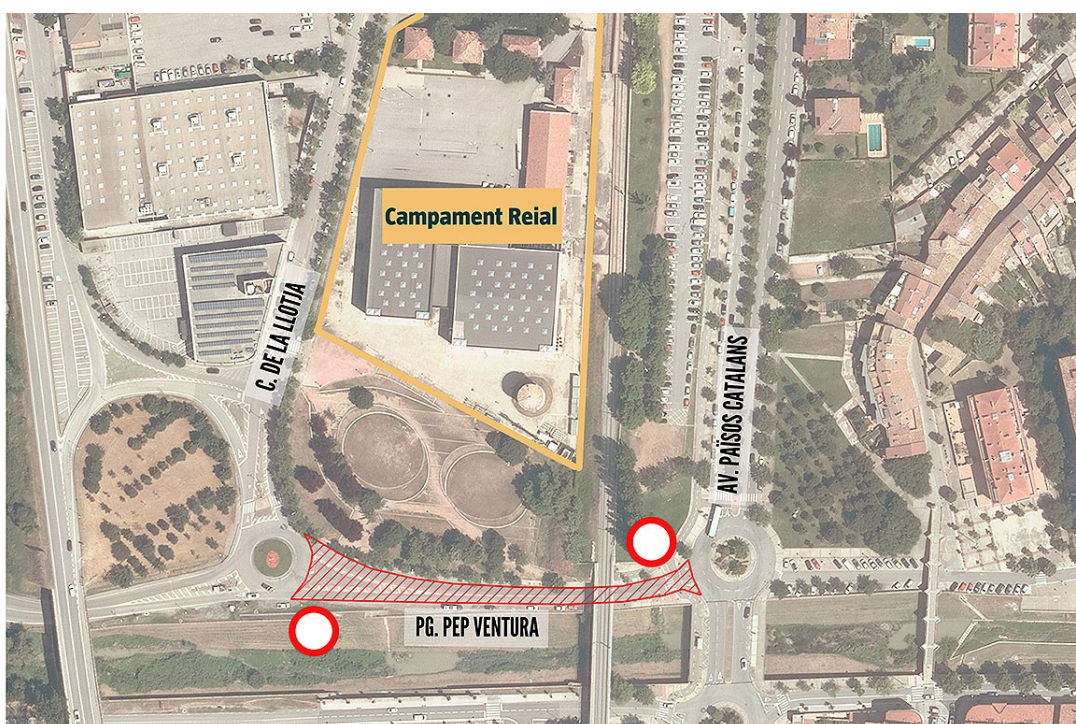 Campament Reial
C. DE LA LLOTJA
AV. PAÏSOS CATALANS
PG. PEP VENTURA